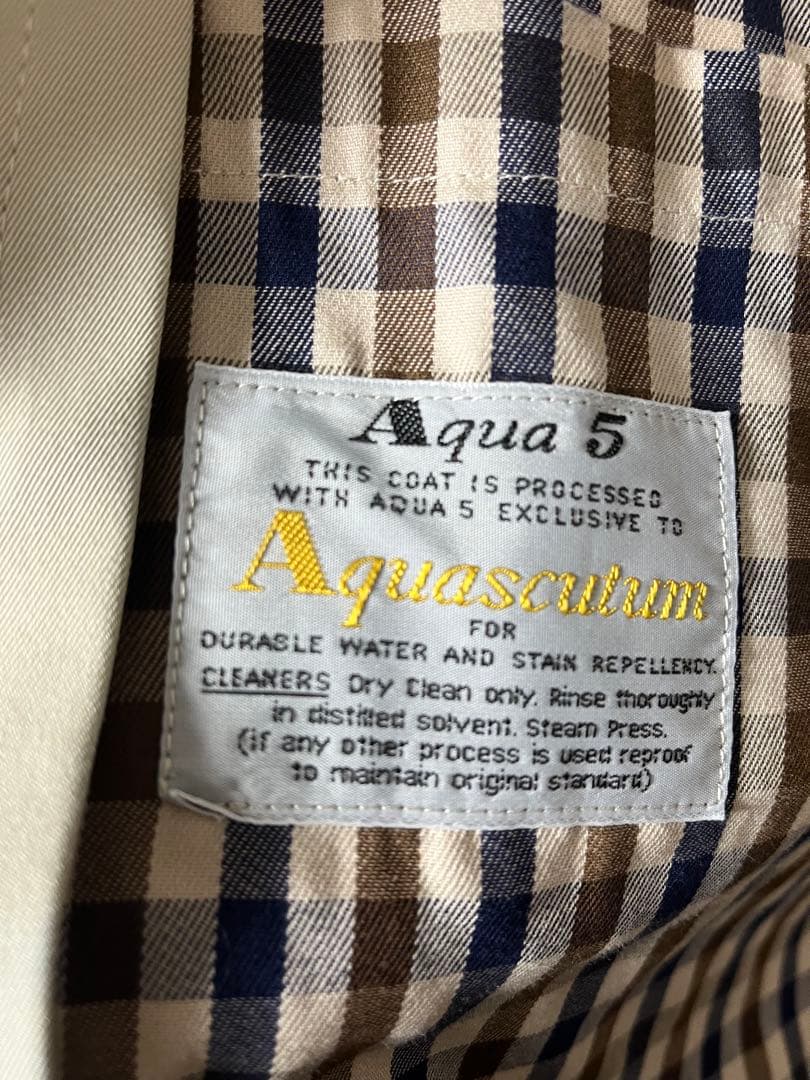 Aqua 5
THIS COAT IS PROCESSED
WITH AQUA 5 EXCLUSIVE TO
Aquascutum
FOR
DURABLE WATER AND STAIN REPELLENCY.
CLEANERS Dry Clean only. Rinse thoroughly
in distilled solvent. Steam Press.
(if any other process is used reproof
to maintain original standard)